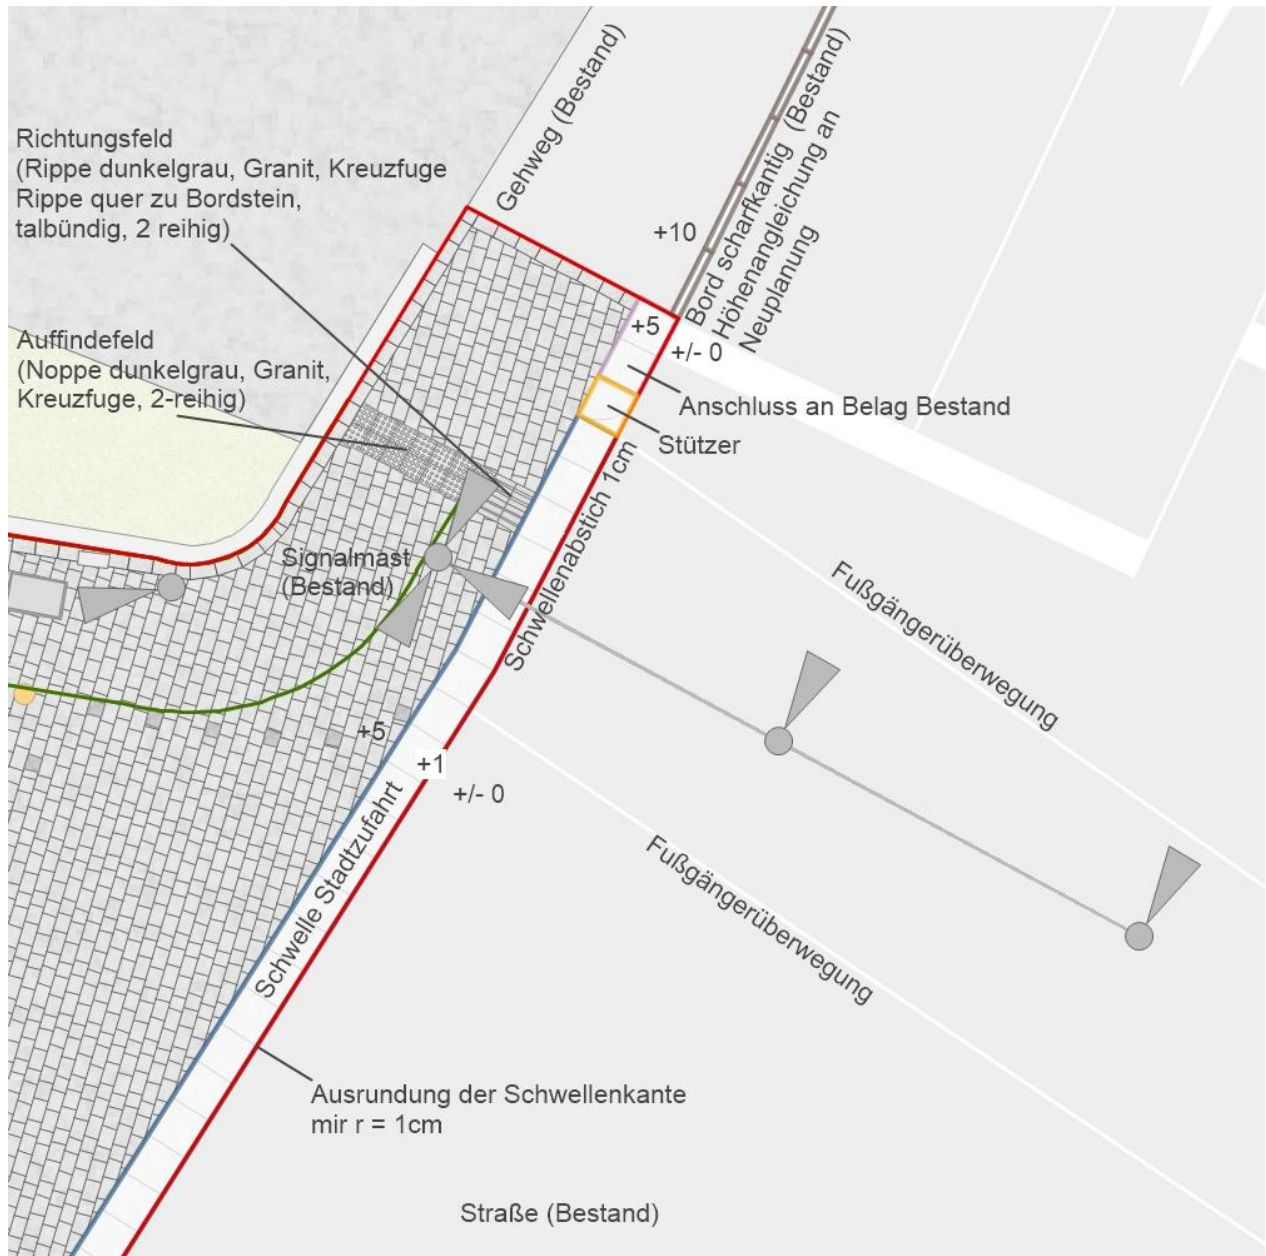 Gehweg (Bestand)
Richtungsfeld
(Rippe dunkelgrau, Granit, Kreuzfuge
Rippe quer zu Bordstein,
talbündig, 2 reihig)
+10
Bord scharfkantig (Bestand)
Höhenangleichung an
Neuplanung
Auffindefeld
(Noppe dunkelgrau, Granit,
Kreuzfuge, 2-reihig)
+5
+/- 0
Anschluss an Belag Bestand
Stützer
Schwellenabstich 1cm
Signalmast
(Bestand)
Fußgängerüberwegung
+5
+1
+/- 0
Schwelle Stadtzufahrt
Fußgängerüberwegung
Ausrundung der Schwellenkante
mir r = 1cm
Straße (Bestand)